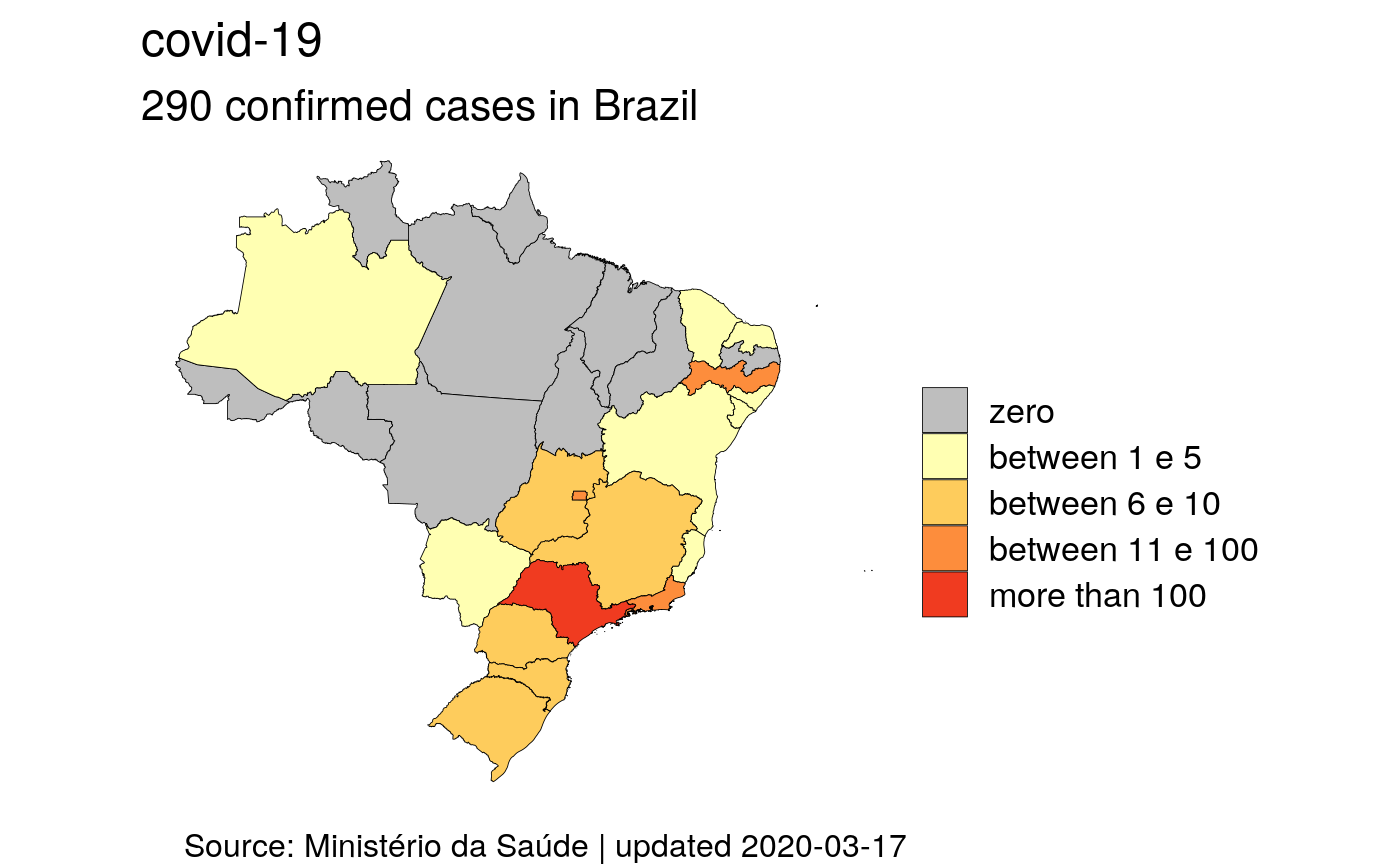 covid-19
290 confirmed cases in Brazil
zero
between 1 e 5
between 6 e 10
between 11 e 100
more than 100
Source: Ministério da Saúde | updated 2020-03-17